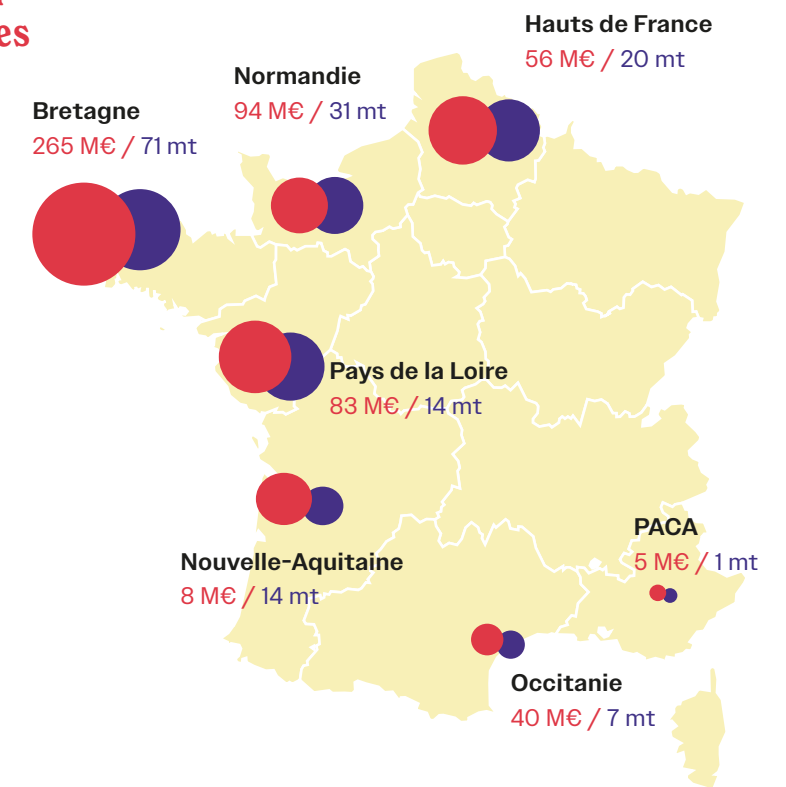 es
Hauts de France
56 M€ / 20 mt
Normandie
94 M€ / 31 mt
Bretagne
265 M€ / 71 mt
Pays de la Loire
83 M€ / 14 mt
Nouvelle-Aquitaine
8 M€ / 14 mt
PACA
5 M€ / 1 mt
Occitanie
40 M€ / 7 mt